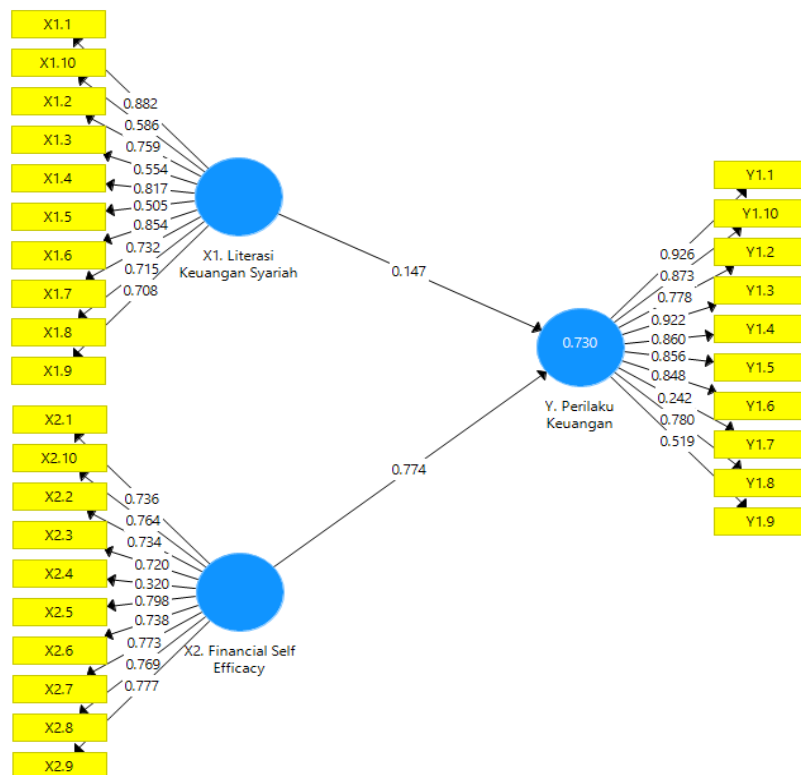 X1.1
X1.10
X1.2
X1.3
X1.4
X1.5
X1.6
X1.7
X1.8
X1.9
0.882
0.586
0.759
0.554
0.817
0.505
0.854
0.732
0.715
0.708
X1. Literasi
Keuangan Syariah
0.147
X2.1
X2.10
X2.2
X2.3
X2.4
X2.5
X2.6
X2.7
X2.8
X2.9
0.736
0.764
0.734
0.720
0.320
0.798
0.738
0.773
0.769
0.777
X2. Financial Self
Efficacy
0.774
0.730
Y. Perilaku
Keuangan
0.926
0.873
0.778
0.922
0.860
0.856
0.848
0.242
0.780
0.519
Y1.1
Y1.10
Y1.2
Y1.3
Y1.4
Y1.5
Y1.6
Y1.7
Y1.8
Y1.9